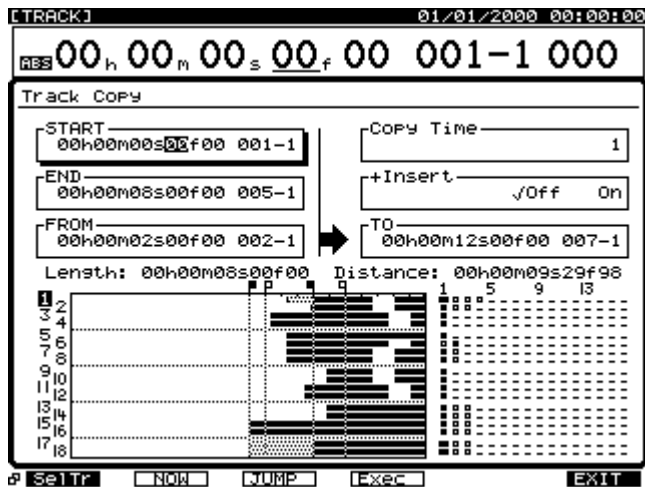 [TRACK] 01/01/2000 00:00:00
ABS 00h 00m 00s 00f 00 001-1 000
Track Copy
START
00h00m00s00f00 001-1
Copy Time
1
END
00h00m08s00f00 005-1
+Insert
√Off On
FROM
00h00m02s00f00 002-1
TO
00h00m12s00f00 007-1
Length: 00h00m08s00f00 Distance: 00h00m09s29f98
1 5 9 13
1
2
3
4
5
6
7
8
9
10
11
12
13
14
15
16
17
18
SelTr NOW JUMP Exec EXIT